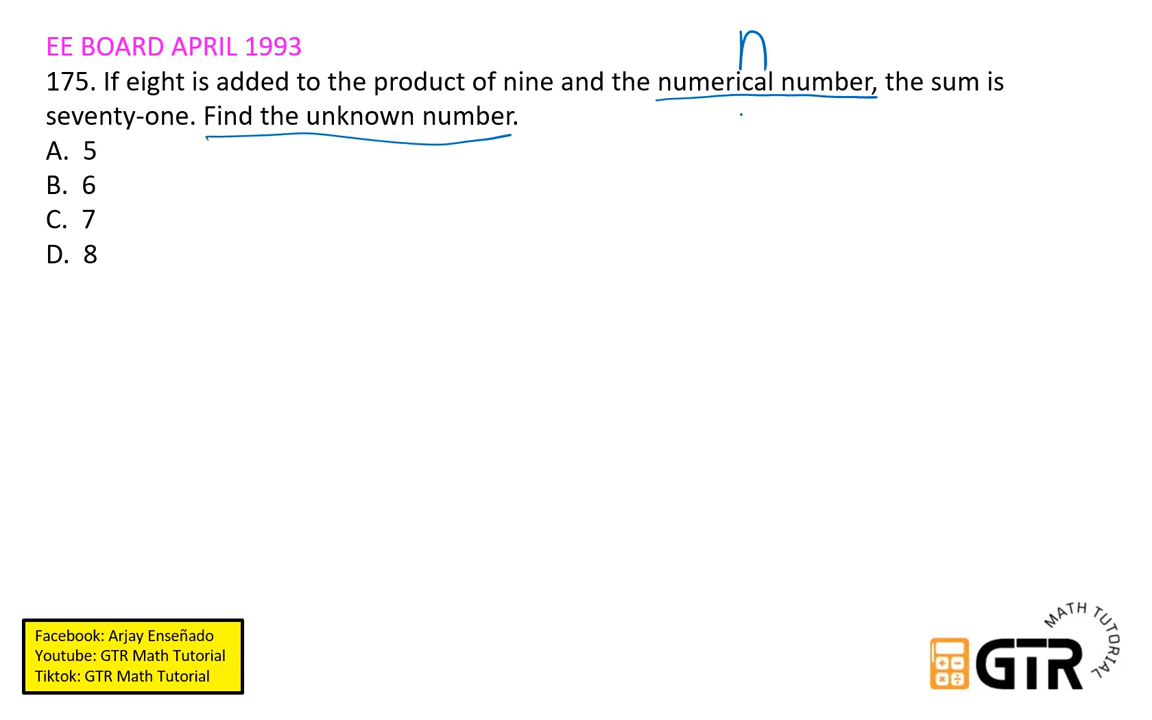 EE BOARD APRIL 1993
n
175. If eight is added to the product of nine and the numerical number, the sum is
seventy-one. Find the unknown number.
A. 5
B. 6
C. 7
D. 8
Facebook: Arjay Enseñado
Youtube: GTR Math Tutorial
Tiktok: GTR Math Tutorial
GTR
MATH TUTORIAL